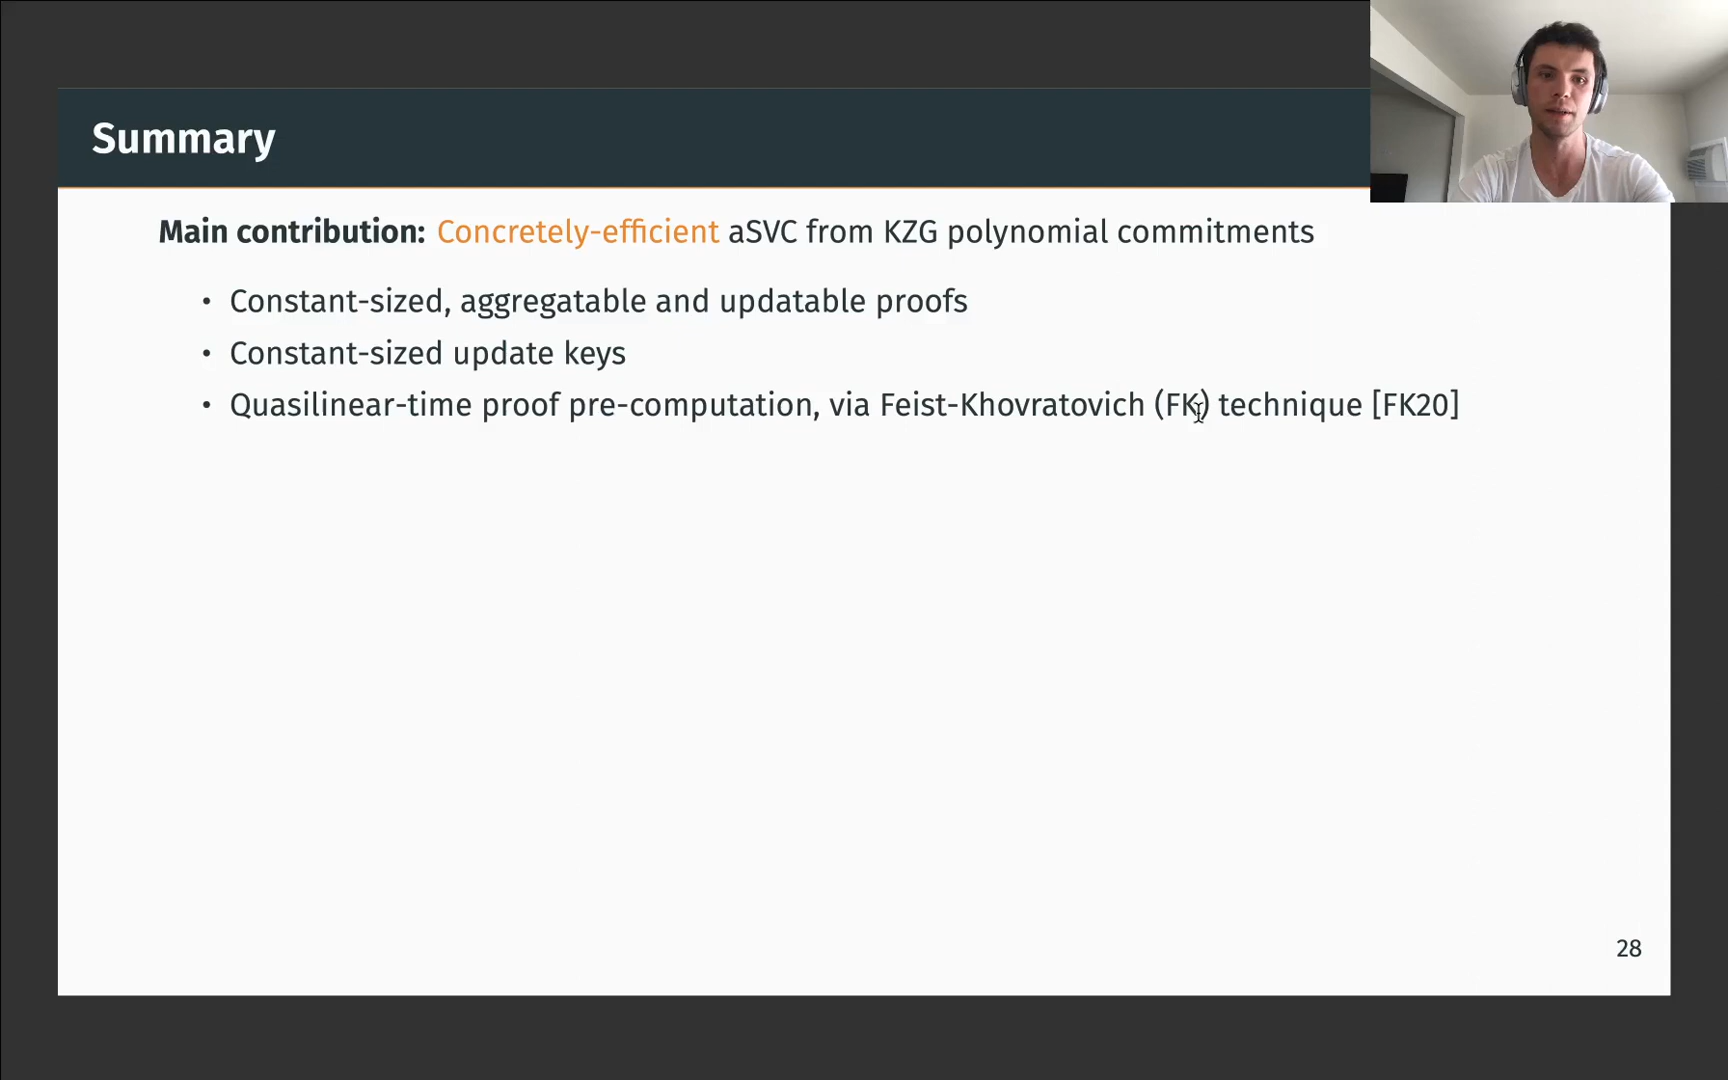 Summary
Main contribution: Concretely-efficient aSVC from KZG polynomial commitments
• Constant-sized, aggregatable and updatable proofs
• Constant-sized update keys
• Quasilinear-time proof pre-computation, via Feist-Khovratovich (FK) technique [FK20]
28